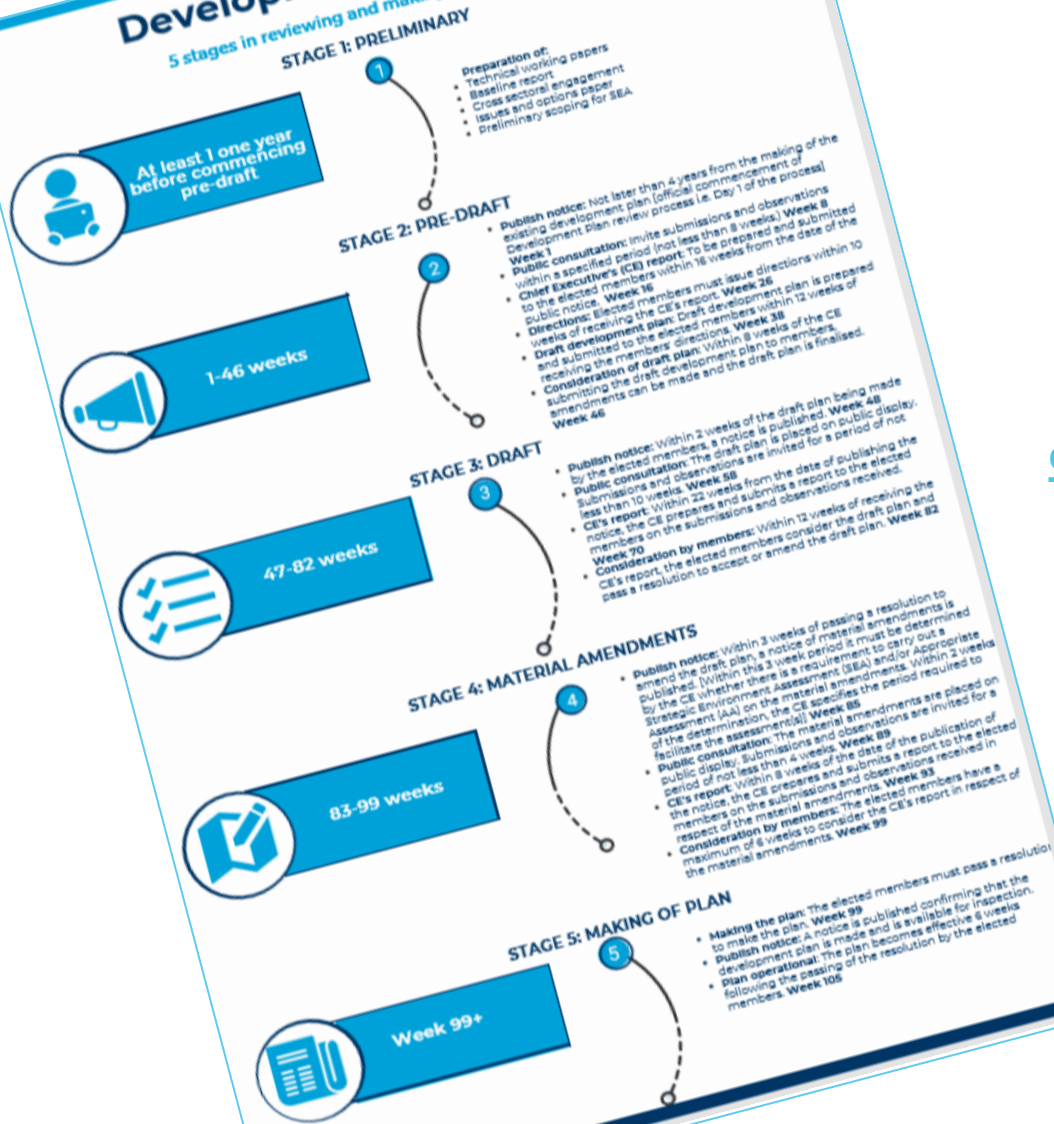 5 stages in reviewing and
STAGE 1: PRELIMINARY
1
At least 1 one year
before commencing
pre-draft
Preparation of:
• Technical working papers
• Baseline report
• Cross sectoral engagement
• Issues and options paper
• Preliminary scoping for SEA
STAGE 2: PRE-DRAFT
2
1-46 weeks
• Publish notice: Not later than 4 years from the making of the
existing development plan [official commencement of
Development Plan review process i.e. Day 1 of the process]
Week 1
• Public consultation: Invite submissions and observations
within a specified period (not less than 8 weeks.) Week 8
• Chief Executive's (CE) report: To be prepared and submitted
to the elected members within 16 weeks from the date of the
public notice. Week 16
• Directions: Elected members must issue directions within 10
weeks of receiving the CE's report. Week 26
• Draft development plan: Draft development plan is prepared
and submitted to the elected members within 12 weeks of
receiving the members' directions. Week 38
• Consideration of draft plan: Within 8 weeks of the CE
submitting the draft development plan to members,
amendments can be made and the draft plan is finalised.
Week 46
STAGE 3: DRAFT
3
47-82 weeks
• Publish notice: Within 2 weeks of the draft plan being made
by the elected members, a notice is published. Week 48
• Public consultation: The draft plan is placed on public display.
Submissions and observations are invited for a period of not
less than 10 weeks. Week 58
• CE's report: Within 22 weeks from the date of publishing the
notice, the CE prepares and submits a report to the elected
members on the submissions and observations received.
Week 70
• Consideration by members: Within 12 weeks of receiving the
CE's report, the elected members consider the draft plan and
pass a resolution to accept or amend the draft plan. Week 82
STAGE 4: MATERIAL AMENDMENTS
4
83-99 weeks
• Publish notice: Within 3 weeks of passing a resolution to
amend the draft plan, a notice of material amendments is
published. [Within this 3 week period it must be determined
by the CE whether there is a requirement to carry out a
Strategic Environment Assessment (SEA) and/or Appropriate
Assessment (AA) on the material amendments. Within 2 weeks
of the determination, the CE specifies the period required to
facilitate the assessment(s)] Week 85
• Public consultation: The material amendments are placed on
public display. Submissions and observations are invited for a
period of not less than 4 weeks. Week 89
• CE's report: Within 8 weeks of the date of the publication of
the notice, the CE prepares and submits a report to the elected
members on the submissions and observations received in
respect of the material amendments. Week 93
• Consideration by members: The elected members have a
maximum of 6 weeks to consider the CE's report in respect of
the material amendments. Week 99
STAGE 5: MAKING OF PLAN
5
Week 99+
• Making the plan: The elected members must pass a resolution
to make the plan. Week 99
• Publish notice: A notice is published confirming that the
development plan is made and is available for inspection.
• Plan operational: The plan becomes effective 6 weeks
following the passing of the resolution by the elected
members. Week 105